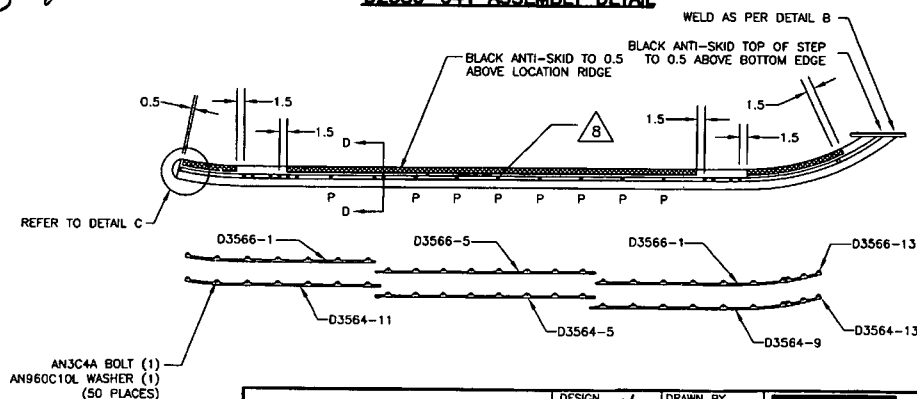 WELD AS PER DETAIL B
BLACK ANTI-SKID TO 0.5
ABOVE LOCATION RIDGE
BLACK ANTI-SKID TOP OF STEP
TO 0.5 ABOVE BOTTOM EDGE
0.5
1.5
1.5
1.5
1.5
1.5
8
D
D
P P P P P P P P
REFER TO DETAIL C
D3566-1
D3566-5
D3566-1
D3566-13
D3564-11
D3564-5
D3564-9
D3564-13
AN3C4A BOLT (1)
AN960C10L WASHER (1)
(50 PLACES)
DESIGN
DRAWN BY